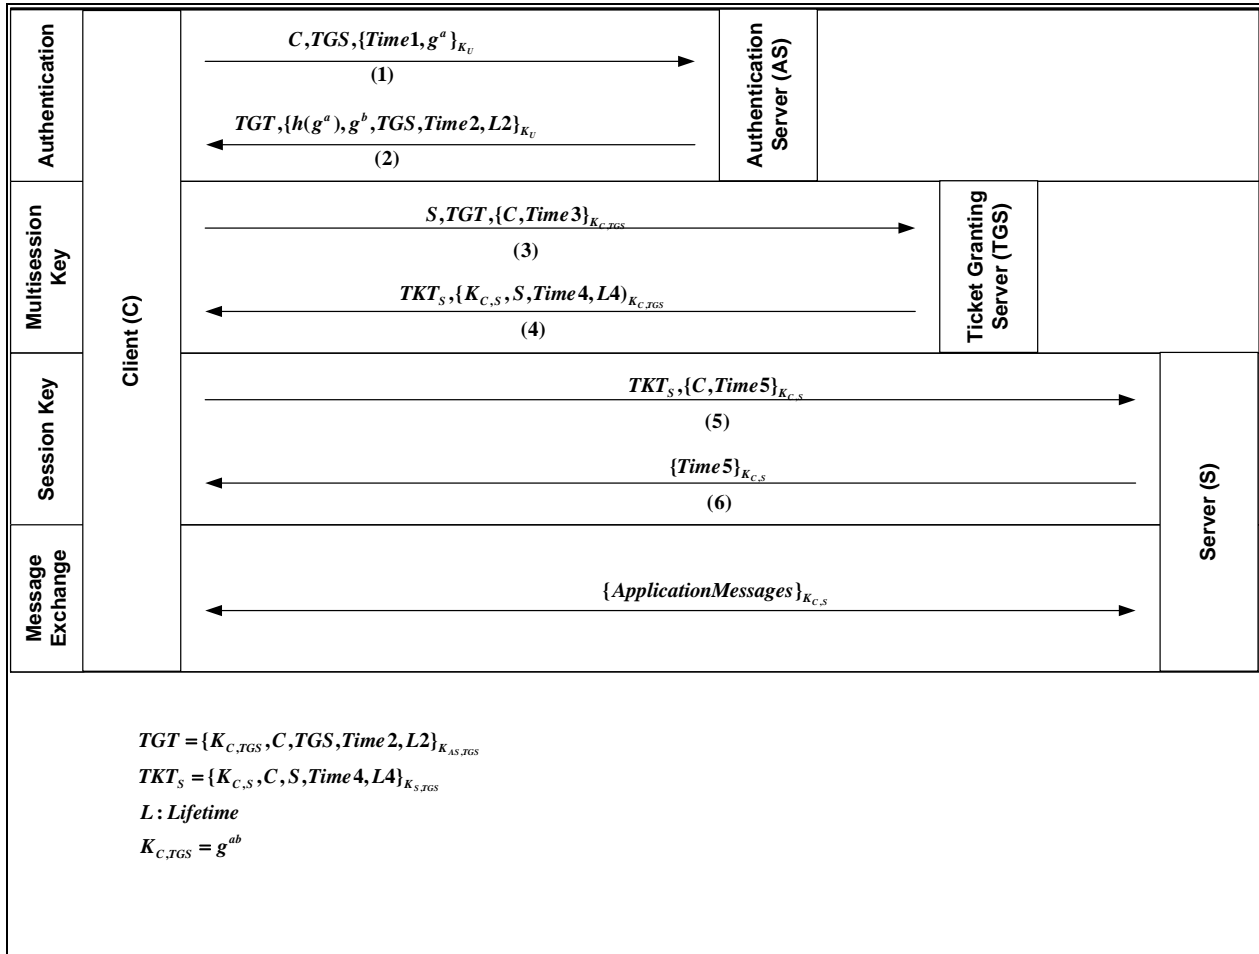 Authentication
C,TGS,{Time1,g^a}_{K_U}
(1)
TGT,{h(g^a),g^b,TGS,Time2,L2}_{K_U}
(2)
Authentication
Server (AS)
Multisession
Key
S,TGT,{C,Time3}_{K_{C,TGS}}
(3)
TKT_S,{K_{C,S},S,Time4,L4)_{K_{C,TGS}}
(4)
Ticket Granting
Server (TGS)
Client (C)
Session Key
TKT_S,{C,Time5}_{K_{C,S}}
(5)
{Time5}_{K_{C,S}}
(6)
Server (S)
Message
Exchange
{ApplicationMessages}_{K_{C,S}}
TGT={K_{C,TGS},C,TGS,Time2,L2}_{K_{AS,TGS}}
TKT_S={K_{C,S},C,S,Time4,L4}_{K_{S,TGS}}
L:Lifetime
K_{C,TGS}=g^{ab}